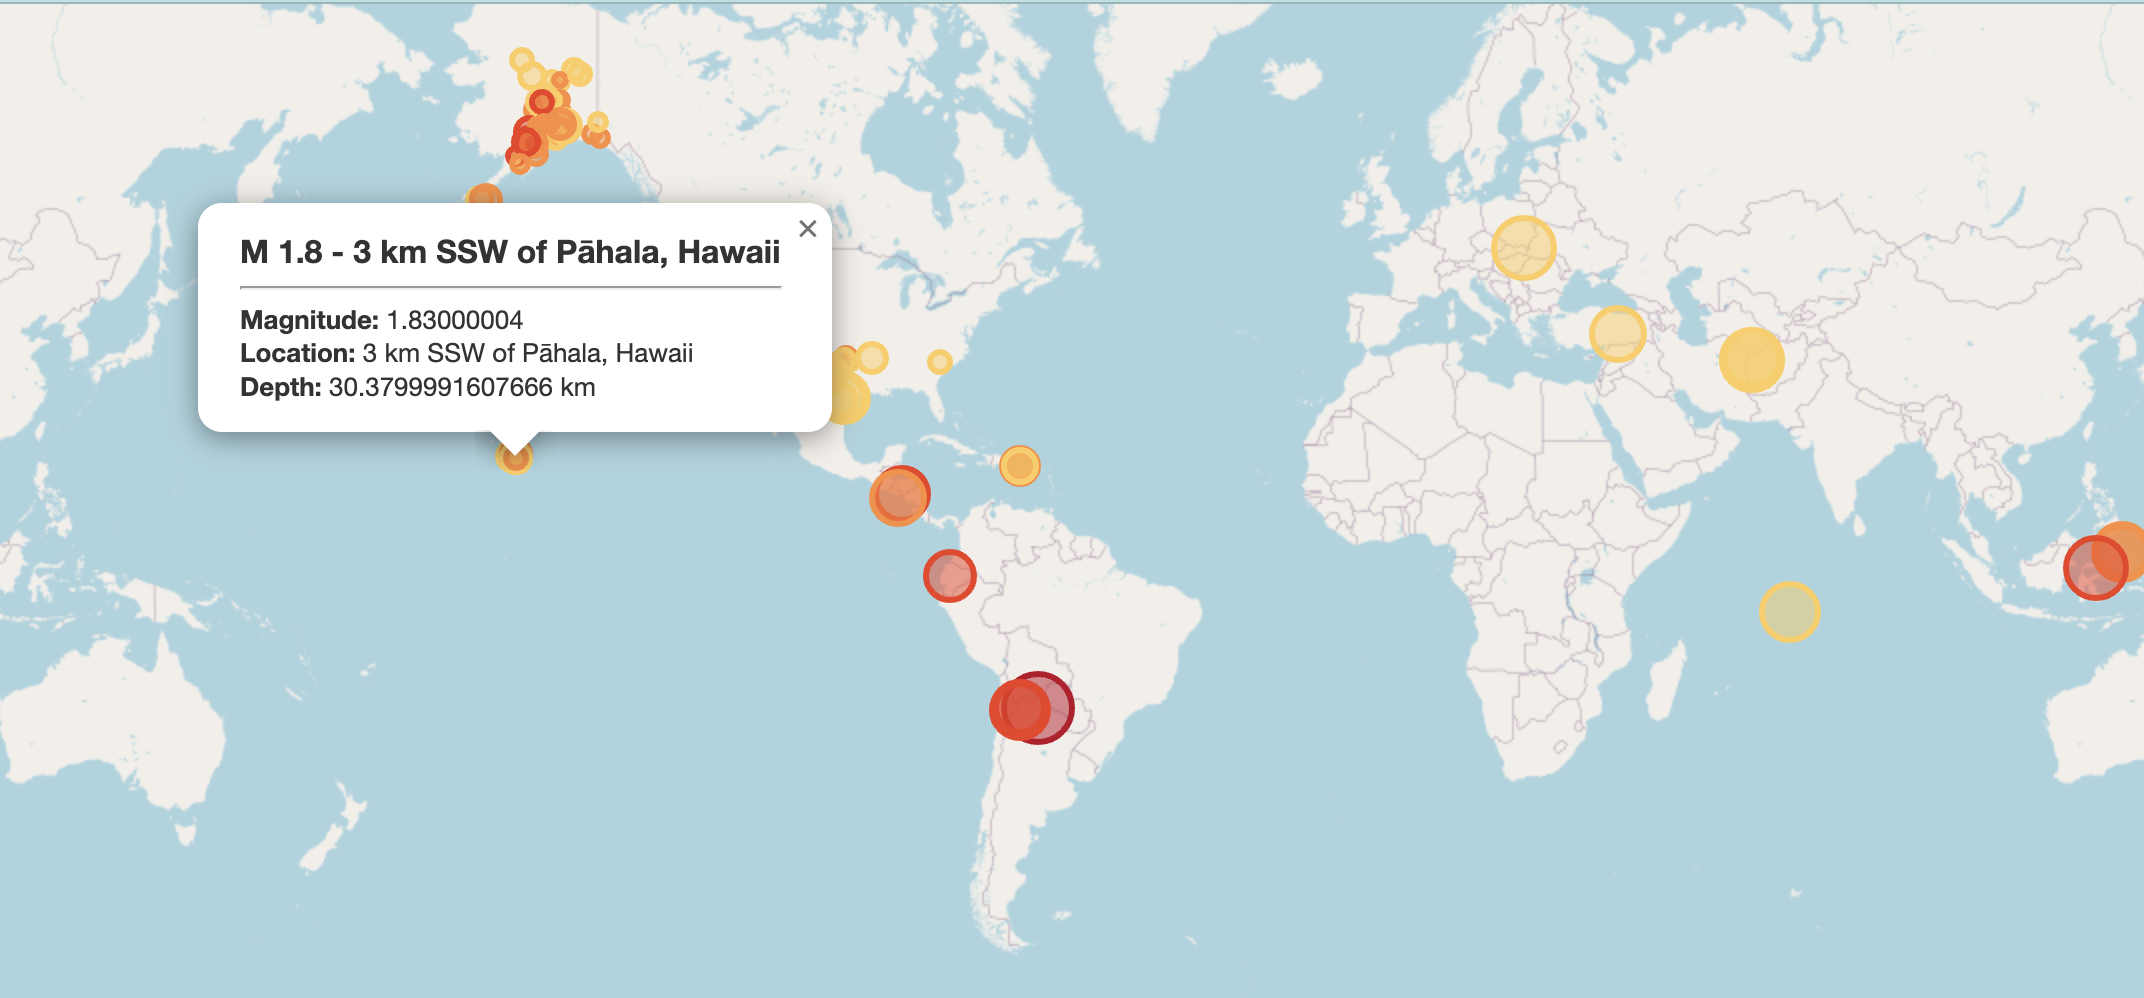 ×
M 1.8 - 3 km SSW of Pāhala, Hawaii
Magnitude: 1.83000004
Location: 3 km SSW of Pāhala, Hawaii
Depth: 30.3799991607666 km